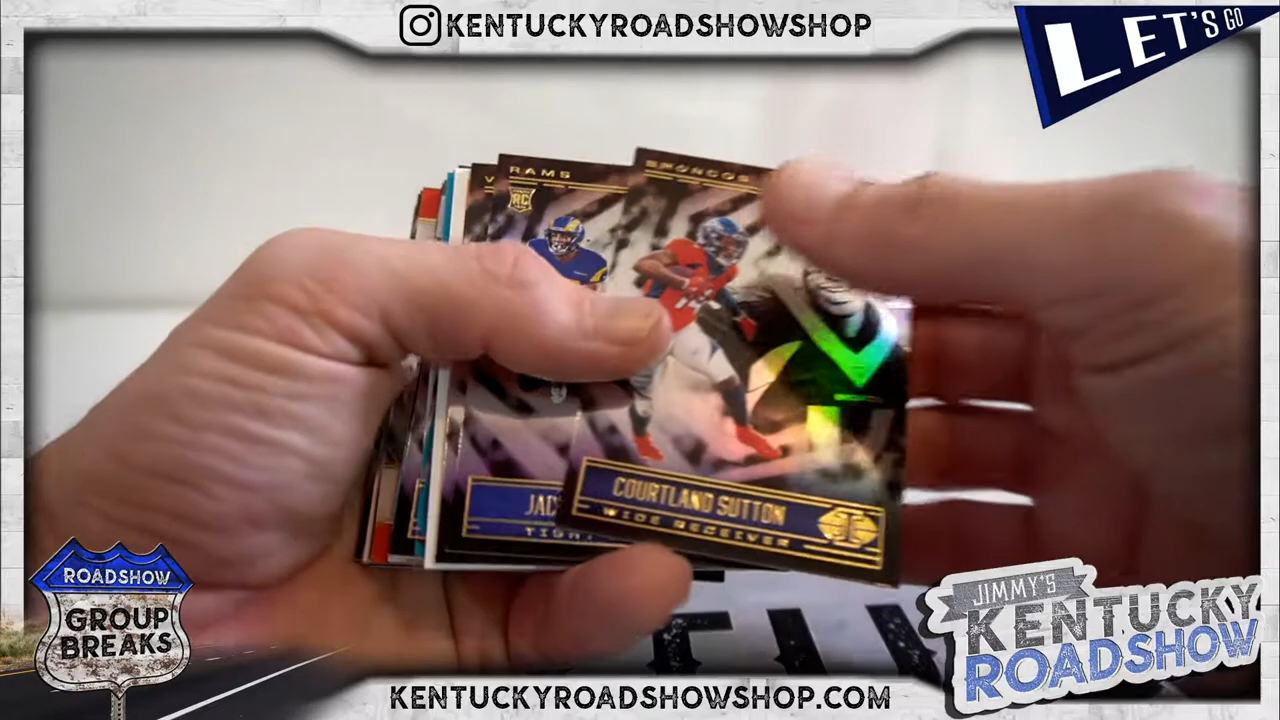 KENTUCKYROADSHOWSHOP
LET'S GO
RAMS
RC
BRONCOS
COURTLAND SUTTON
WIDE RECEIVER
ROADSHOW
GROUP
BREAKS
JIMMY'S
KENTUCKY
ROADSHOW
KENTUCKYROADSHOWSHOP.COM